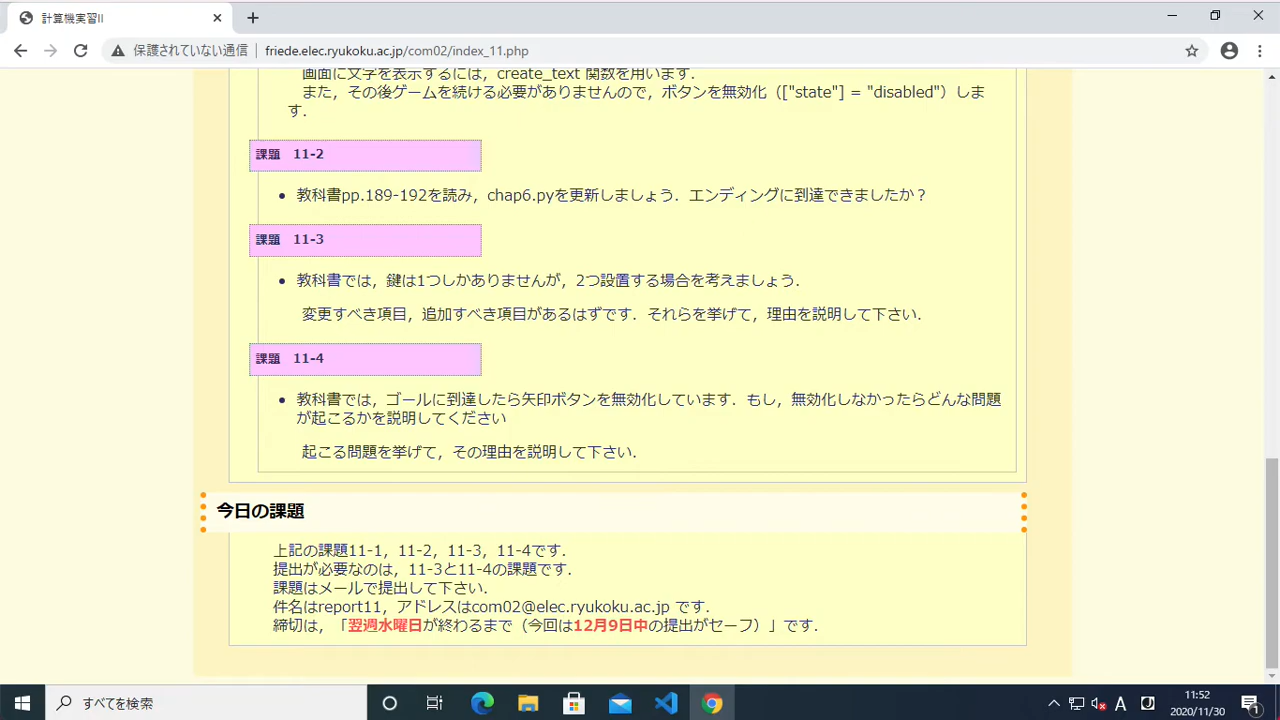 計算機実習II
保護されていない通信 friede.elec.ryukoku.ac.jp/com02/index_11.php
画面に文字を表示するには，create_text 関数を用います．
また，その後ゲームを続ける必要がありませんので，ボタンを無効化（["state"] = "disabled"）しま
す．
課題 11-2
• 教科書pp.189-192を読み，chap6.pyを更新しましょう．エンディングに到達できましたか？
課題 11-3
• 教科書では，鍵は1つしかありませんが，2つ設置する場合を考えましょう．
変更すべき項目，追加すべき項目があるはずです．それらを挙げて，理由を説明して下さい．
課題 11-4
• 教科書では，ゴールに到達したら矢印ボタンを無効化しています．もし，無効化しなかったらどんな問題
が起こるかを説明してください
起こる問題を挙げて，その理由を説明して下さい．
今日の課題
上記の課題11-1，11-2，11-3，11-4です．
提出が必要なのは，11-3と11-4の課題です．
課題はメールで提出して下さい．
件名はreport11，アドレスはcom02@elec.ryukoku.ac.jp です．
締切は，「翌週水曜日が終わるまで（今回は12月9日中の提出がセーフ）」です．
すべてを検索
A
11:52
2020/11/30
1